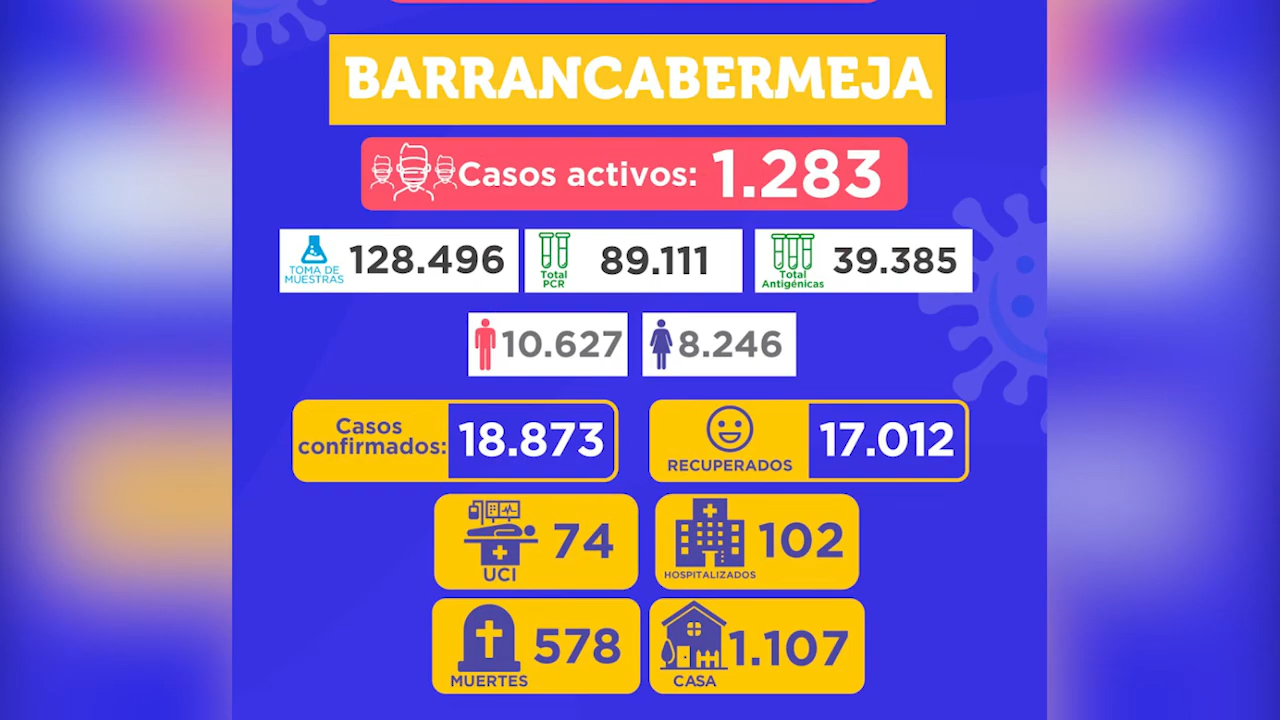 BARRANCABERMEJA
Casos activos: 1.283
TOMA DE
MUESTRAS
128.496
Total
PCR
89.111
Total
Antigénicas
39.385
10.627
8.246
Casos
confirmados:
18.873
RECUPERADOS
17.012
UCI
74
HOSPITALIZADOS
102
MUERTES
578
CASA
1.107